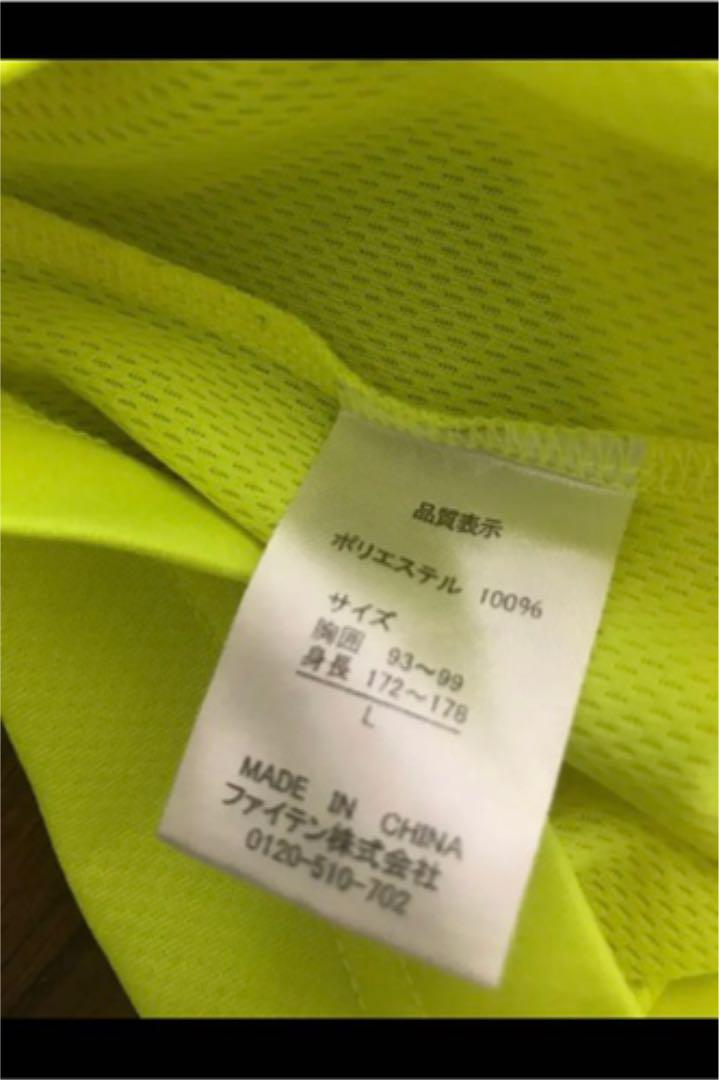 品質表示
ポリエステル 100%
サイズ
胸囲 93～99
身長 172～178
L
MADE IN CHINA
ファイテン株式会社
0120-510-702